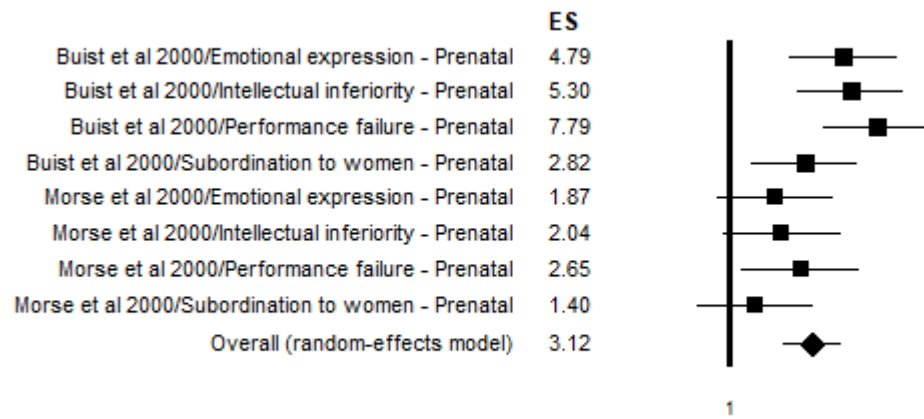 ES
Buist et al 2000/Emotional expression - Prenatal 4.79
Buist et al 2000/Intellectual inferiority - Prenatal 5.30
Buist et al 2000/Performance failure - Prenatal 7.79
Buist et al 2000/Subordination to women - Prenatal 2.82
Morse et al 2000/Emotional expression - Prenatal 1.87
Morse et al 2000/Intellectual inferiority - Prenatal 2.04
Morse et al 2000/Performance failure - Prenatal 2.65
Morse et al 2000/Subordination to women - Prenatal 1.40
Overall (random-effects model) 3.12
1